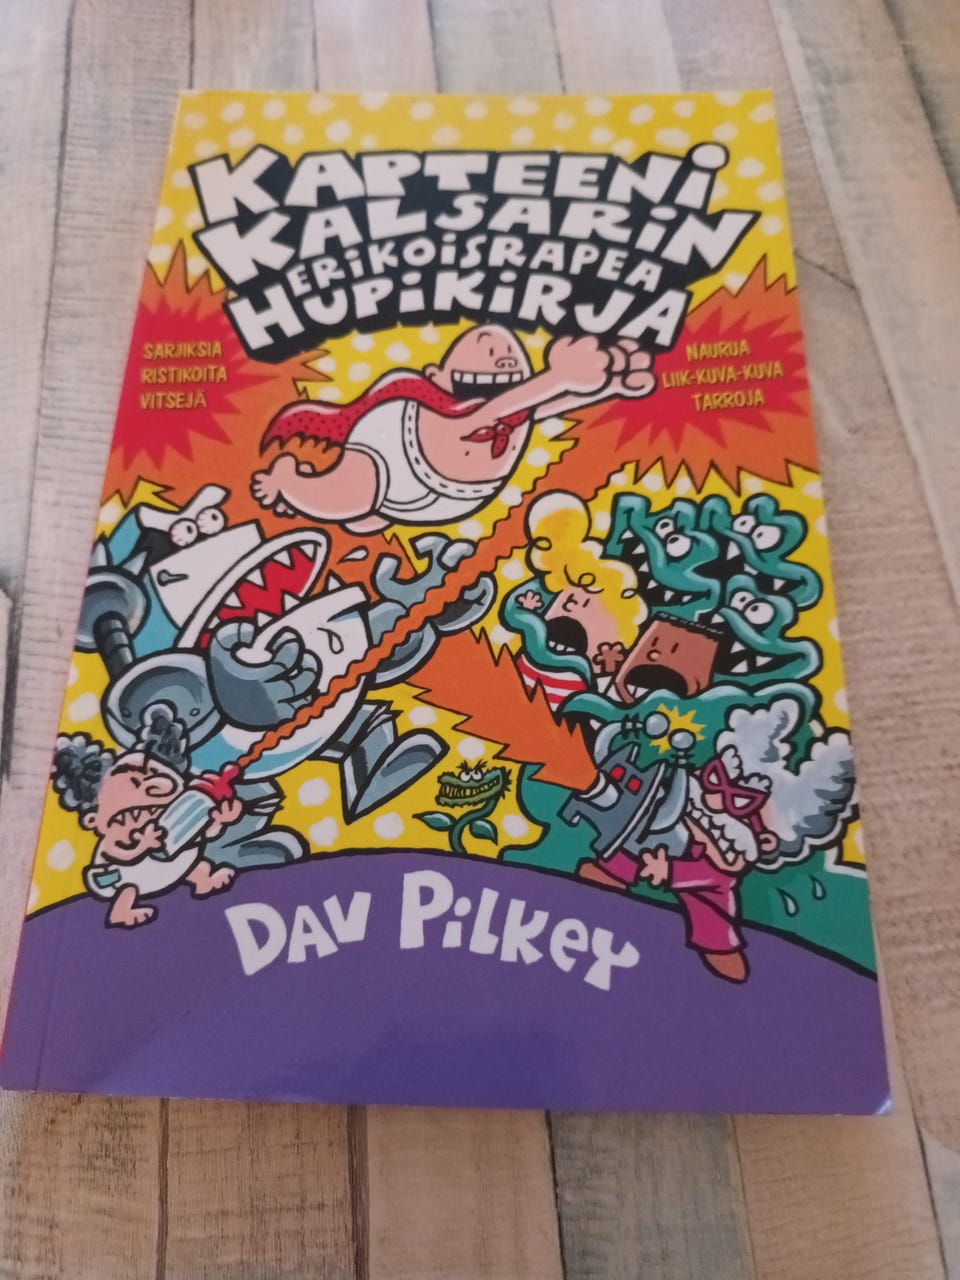 KAPTEENI
KALSARIN
ERIKOISRAPEA
HUPIKIRJA
SARJIKSIA
RISTIKOITA
VITSEJÄ
NAURUA
LIIK-KUVA-KUVA
TARROJA
DAV PILKEY